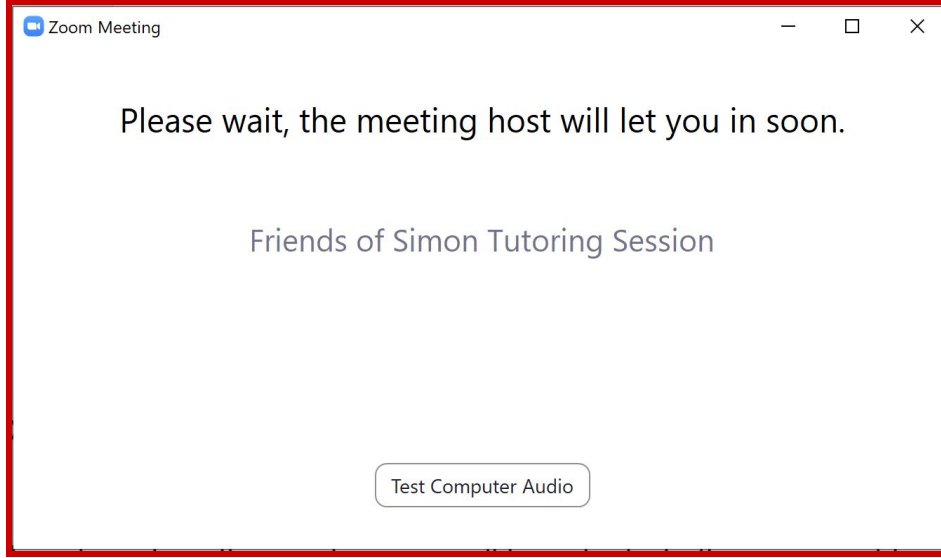 Zoom Meeting
Please wait, the meeting host will let you in soon.
Friends of Simon Tutoring Session
Test Computer Audio